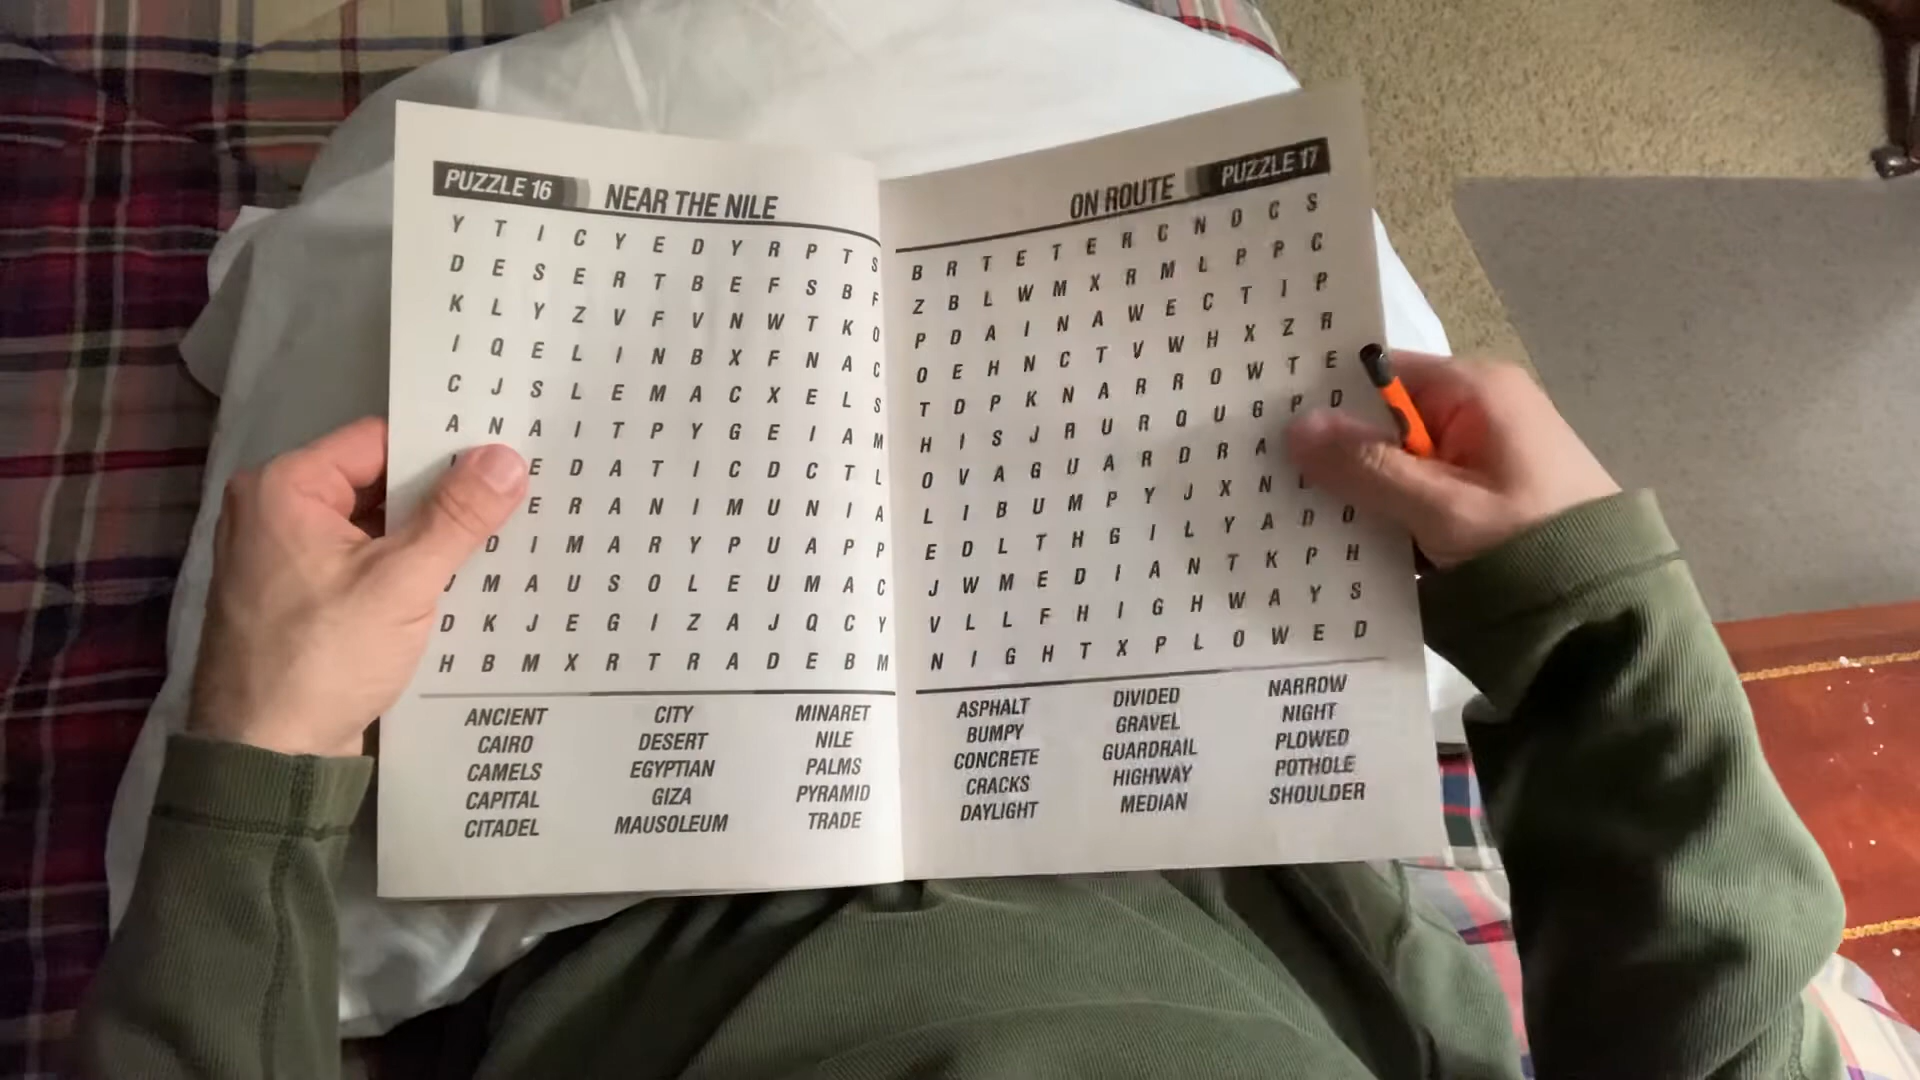 PUZZLE 16 NEAR THE NILE
Y T I C Y E D Y R P T S
D E S E R T B E F S B F
K L Y Z V F V N W T K O
I Q E L I N B X F N A C
C J S L E M A C X E L S
A N A I T P Y G E I A M
E D A T I C D C T L
E R A N I M U N I A
D I M A R Y P U A P P
M A U S O L E U M A C
D K J E G I Z A J Q C Y
H B M X R T R A D E B M
ANCIENT CITY MINARET
CAIRO DESERT NILE
CAMELS EGYPTIAN PALMS
CAPITAL GIZA PYRAMID
CITADEL MAUSOLEUM TRADE
ON ROUTE PUZZLE 17
B R T E T E R C N O C S
Z B L W M X R M L P P C
P D A I N A W E C T I P
O E H N C T V W H X Z R
T D P K N A R R O W T E
H I S J R U R Q U G P D
O V A G U A R D R A
L I B U M P Y J X N
E D L T H G I L Y A D O
J W M E D I A N T K P H
V L L F H I G H W A Y S
N I G H T X P L O W E D
ASPHALT DIVIDED NARROW
BUMPY GRAVEL NIGHT
CONCRETE GUARDRAIL PLOWED
CRACKS HIGHWAY POTHOLE
DAYLIGHT MEDIAN SHOULDER